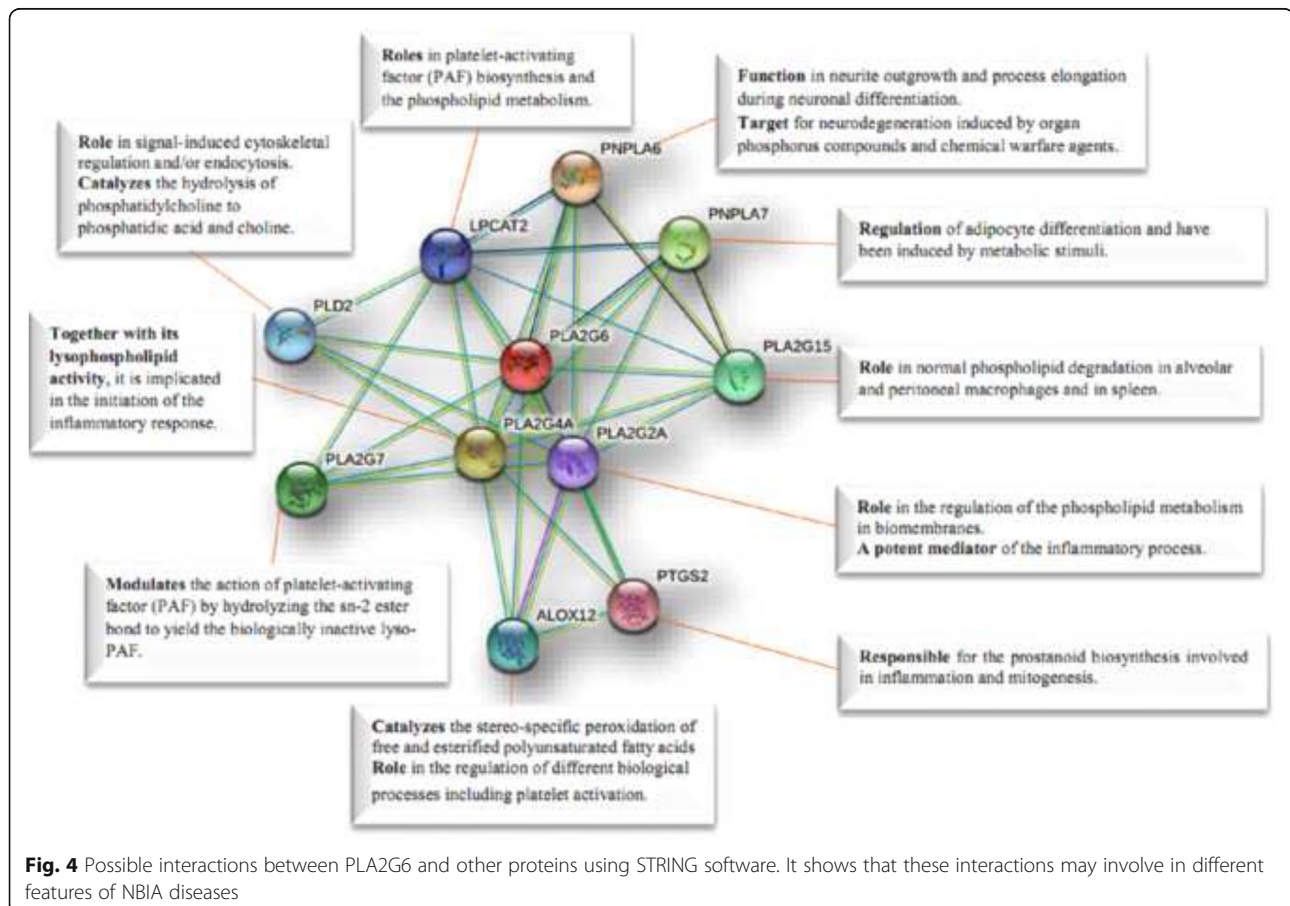 Roles in platelet-activating
factor (PAF) biosynthesis and
the phospholipid metabolism.
Function in neurite outgrowth and process elongation
during neuronal differentiation.
Target for neurodegeneration induced by organ
phosphorus compounds and chemical warfare agents.
Role in signal-induced cytoskeletal
regulation and/or endocytosis.
Catalyzes the hydrolysis of
phosphatidylcholine to
phosphatidic acid and choline.
PNPLA6
PNPLA7
LPCAT2
Regulation of adipocyte differentiation and have
been induced by metabolic stimuli.
PLD2
PLA2G6
PLA2G15
Together with its
lysophospholipid
activity, it is implicated
in the initiation of the
inflammatory response.
Role in normal phospholipid degradation in alveolar
and peritoneal macrophages and in spleen.
PLA2G4A
PLA2G2A
PLA2G7
Role in the regulation of the phospholipid metabolism
in biomembranes.
A potent mediator of the inflammatory process.
Modulates the action of platelet-activating
factor (PAF) by hydrolyzing the sn-2 ester
bond to yield the biologically inactive lyso-
PAF.
PTGS2
ALOX12
Responsible for the prostanoid biosynthesis involved
in inflammation and mitogenesis.
Catalyzes the stereo-specific peroxidation of
free and esterified polyunsaturated fatty acids
Role in the regulation of different biological
processes including platelet activation.
Fig. 4 Possible interactions between PLA2G6 and other proteins using STRING software. It shows that these interactions may involve in different
features of NBIA diseases